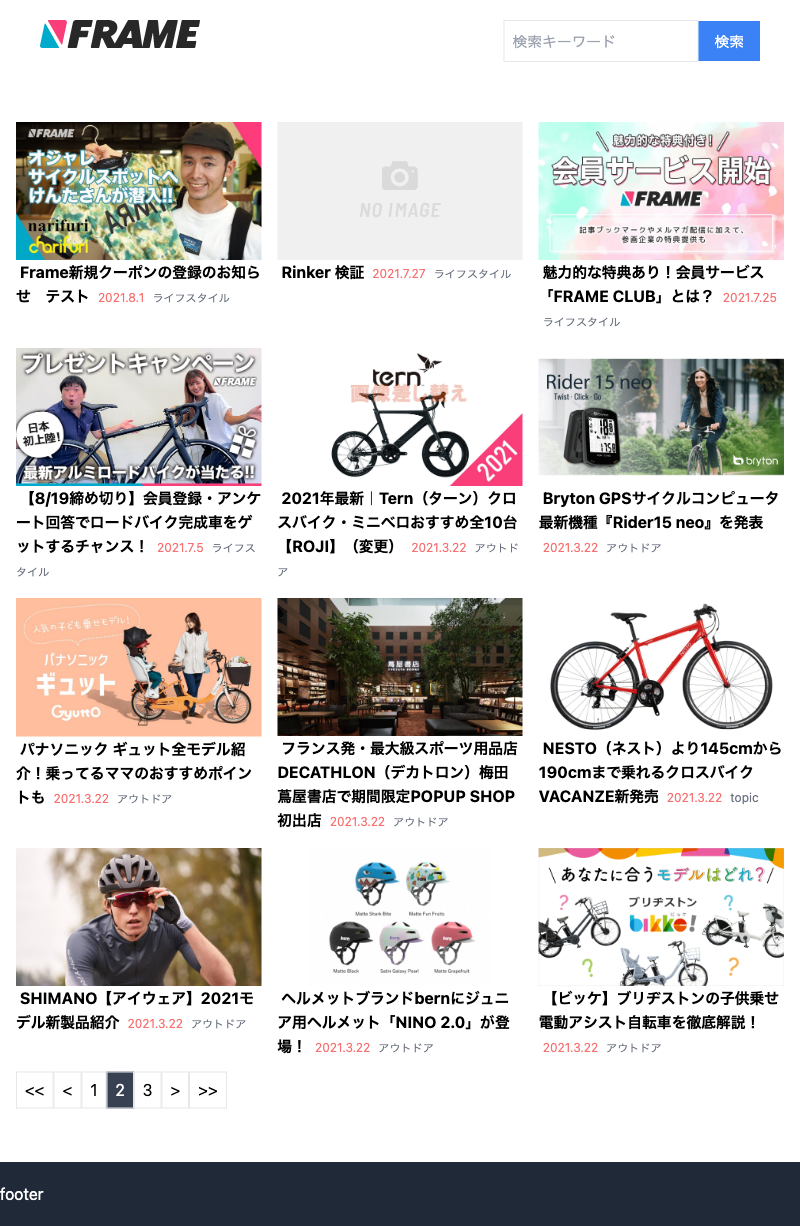 FRAME
検索キーワード
検索
FRAME
オジャレ
サイクルスポットへ
けんたさんが潜入!!
narifuri
charifuri
NO IMAGE
魅力的な特典付き！
会員サービス開始
FRAME
記事ブックマークやメルマガ配信に加えて、
参画企業の特典提供も
Frame新規クーポンの登録のお知ら
せ　テスト 2021.8.1 ライフスタイル
Rinker 検証 2021.7.27 ライフスタイル
魅力的な特典あり！会員サービス
「FRAME CLUB」とは？ 2021.7.25
ライフスタイル
プレゼントキャンペーン
FRAME
日本
初上陸!
最新アルミロードバイクが当たる!!
tern
画像差し替え
2021
Rider 15 neo
Twist · Click · Go
bryton
【8/19締め切り】会員登録・アンケ
ート回答でロードバイク完成車をゲ
ットするチャンス！ 2021.7.5 ライフス
タイル
2021年最新｜Tern（ターン）クロ
スバイク・ミニベロおすすめ全10台
【ROJI】（変更） 2021.3.22 アウトド
ア
Bryton GPSサイクルコンピュータ
最新機種『Rider15 neo』を発表
2021.3.22 アウトドア
人気の子ども乗せモデル!
パナソニック
ギュット
Gyutto
蔦屋書店
パナソニック ギュット全モデル紹
介！乗ってるママのおすすめポイン
トも 2021.3.22 アウトドア
フランス発・最大級スポーツ用品店
DECATHLON（デカトロン）梅田
蔦屋書店で期間限定POPUP SHOP
初出店 2021.3.22 アウトドア
NESTO（ネスト）より145cmから
190cmまで乗れるクロスバイク
VACANZE新発売 2021.3.22 topic
Matte Shark Bite
Matte Fun Fruits
Matte Black
Satin Galaxy Pearl
Matte Grapefruit
あなたに合うモデルはどれ?
ブリヂストン
ビッケ
bikke!
SHIMANO【アイウェア】2021モ
デル新製品紹介 2021.3.22 アウトドア
ヘルメットブランドbernにジュニ
ア用ヘルメット「NINO 2.0」が登
場！ 2021.3.22 アウトドア
【ビッケ】ブリヂストンの子供乗せ
電動アシスト自転車を徹底解説！
2021.3.22 アウトドア
<< < 1 2 3 > >>
footer